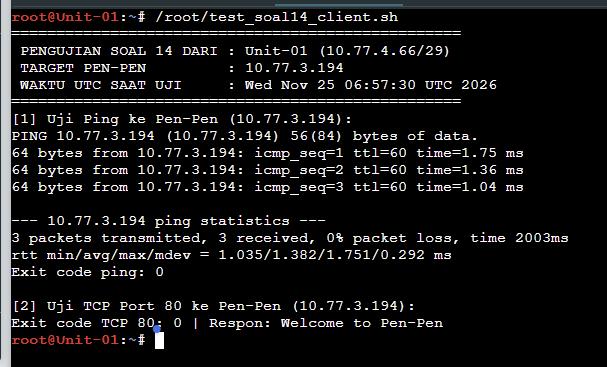 root@Unit-01:~# /root/test_soal14_client.sh
==================================================
PENGUJIAN SOAL 14 DARI : Unit-01 (10.77.4.66/29)
TARGET PEN-PEN : 10.77.3.194
WAKTU UTC SAAT UJI : Wed Nov 25 06:57:30 UTC 2026
==================================================
[1] Uji Ping ke Pen-Pen (10.77.3.194):
PING 10.77.3.194 (10.77.3.194) 56(84) bytes of data.
64 bytes from 10.77.3.194: icmp_seq=1 ttl=60 time=1.75 ms
64 bytes from 10.77.3.194: icmp_seq=2 ttl=60 time=1.36 ms
64 bytes from 10.77.3.194: icmp_seq=3 ttl=60 time=1.04 ms
--- 10.77.3.194 ping statistics ---
3 packets transmitted, 3 received, 0% packet loss, time 2003ms
rtt min/avg/max/mdev = 1.035/1.382/1.751/0.292 ms
Exit code ping: 0
[2] Uji TCP Port 80 ke Pen-Pen (10.77.3.194):
Exit code TCP 80: 0 | Respon: Welcome to Pen-Pen
root@Unit-01:~#